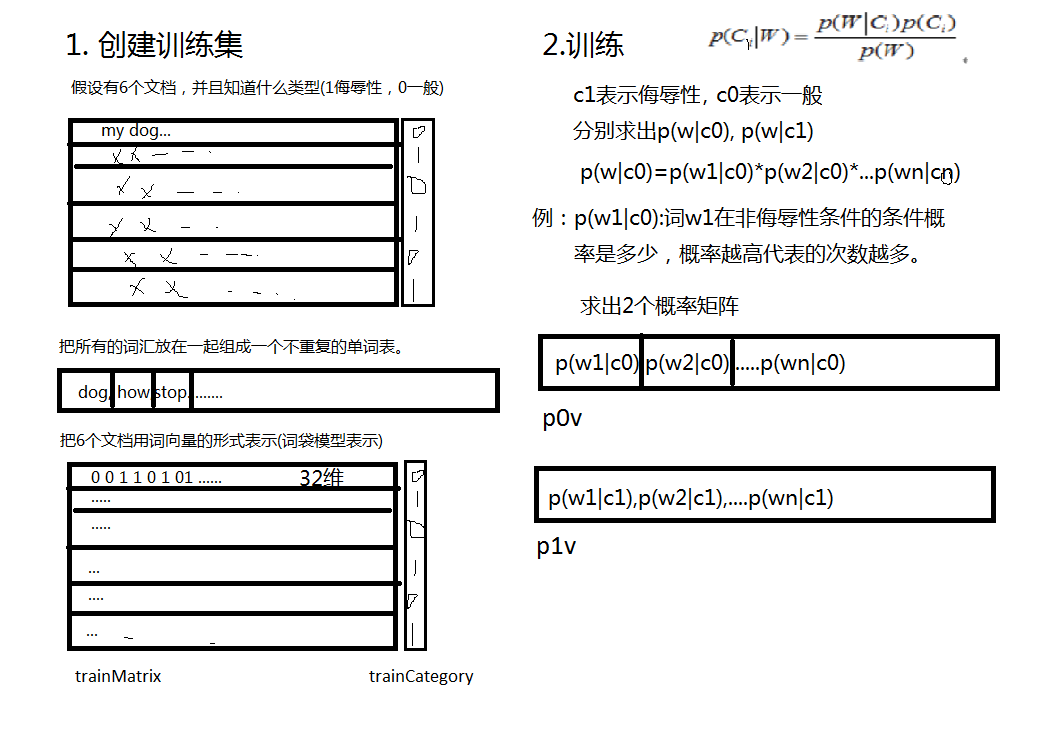 1. 创建训练集
假设有6个文档，并且知道什么类型(1侮辱性，0一般)
my dog...
x x — - - ·
0
1
0
1
0
1
把所有的词汇放在一起组成一个不重复的单词表。
dog, how stop.......
把6个文档用词向量的形式表示(词袋模型表示)
0 0 1 1 0 1 01 ...... 32维
.....
.....
...
....
...
0
1
0
1
0
1
trainMatrix trainCategory
2.训练
p(Ci|W) = p(W|Ci)p(Ci) / p(W)
c1表示侮辱性, c0表示一般
分别求出p(w|c0), p(w|c1)
p(w|c0)=p(w1|c0)*p(w2|c0)*...p(wn|cn)
例：p(w1|c0):词w1在非侮辱性条件的条件概
率是多少，概率越高代表的次数越多。
求出2个概率矩阵
p(w1|c0) p(w2|c0) .....p(wn|c0)
p0v
p(w1|c1),p(w2|c1),....p(wn|c1)
p1v